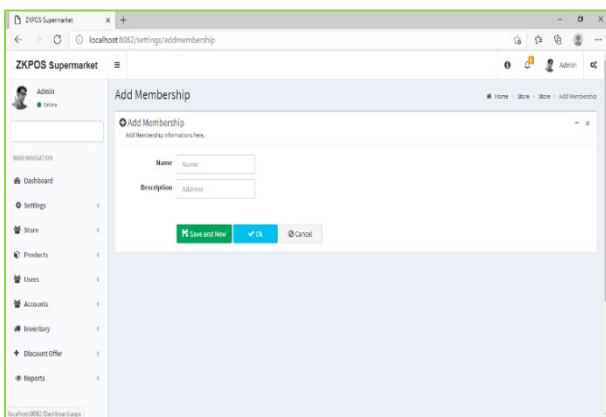 ZKPOS Supermarket
localhost:8082/settings/addmembership
ZKPOS Supermarket
Admin
Admin
Online
Add Membership
Home
Store
Store
Add Membership
Add Membership
Add Membership informations here.
MAIN NAVIGATION
Name
Name
Description
Address
Save and New
Ok
Cancel
Dashboard
Settings
Store
Products
Users
Accounts
Inventory
Discount Offer
Reports
localhost:8082/Dashboard.aspx